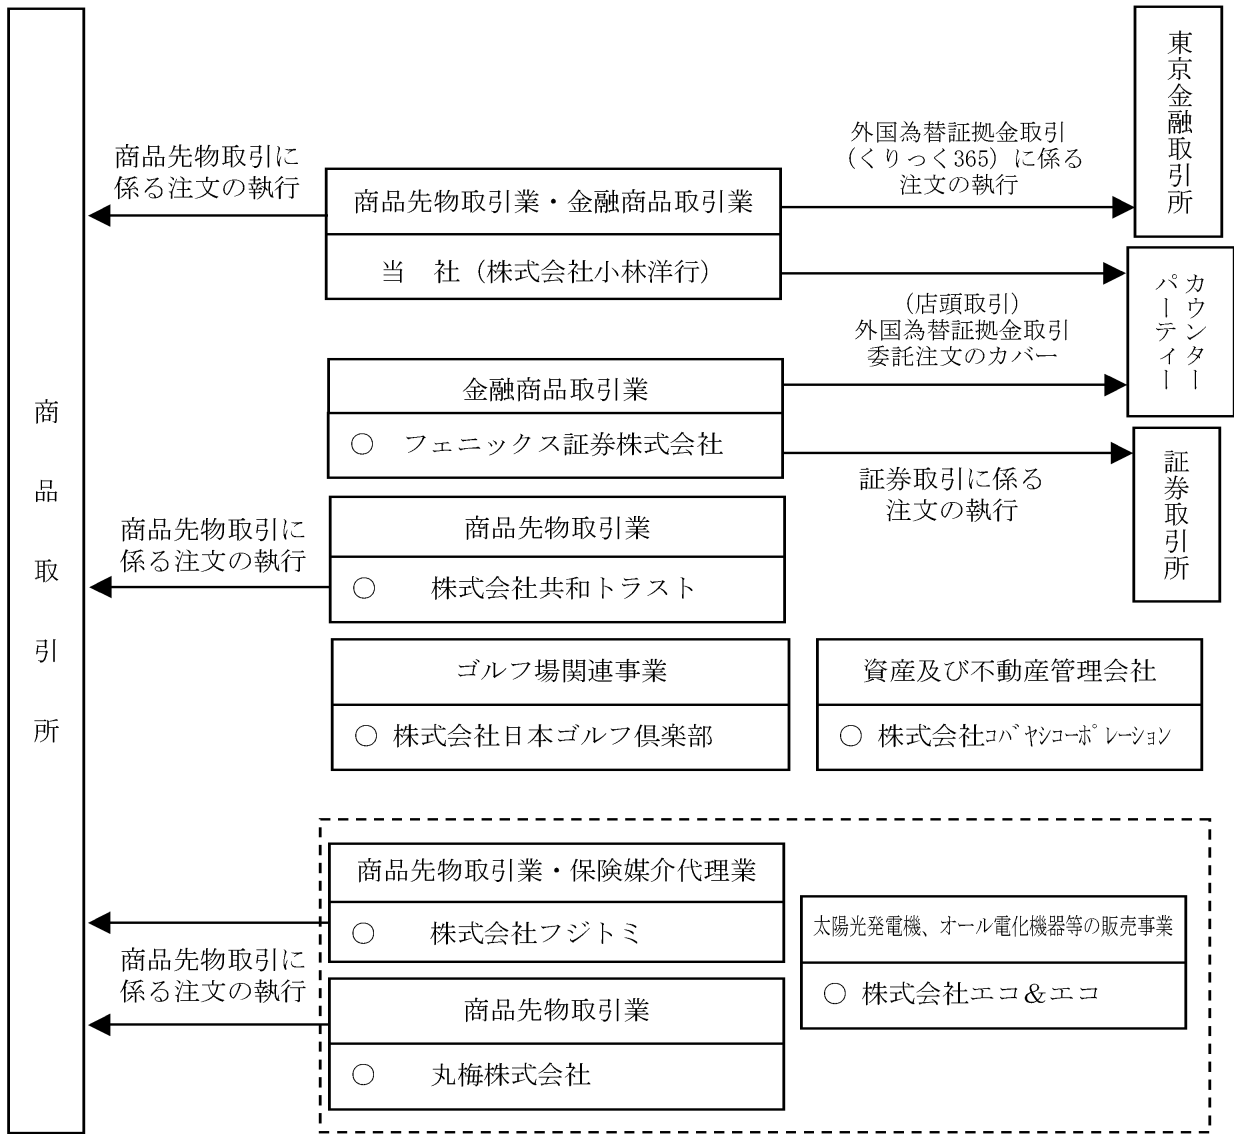 商品取引所
商品先物取引に
係る注文の執行
商品先物取引業・金融商品取引業
当　社（株式会社小林洋行）
外国為替証拠金取引
（くりっく365）に係る
注文の執行
東京金融取引所
（店頭取引）
外国為替証拠金取引
委託注文のカバー
カウンター
パーティー
金融商品取引業
○　フェニックス証券株式会社
証券取引に係る
注文の執行
証券取引所
商品先物取引に
係る注文の執行
商品先物取引業
○　株式会社共和トラスト
ゴルフ場関連事業
○ 株式会社日本ゴルフ倶楽部
資産及び不動産管理会社
○ 株式会社ｺﾊﾞﾔｼｺｰﾎﾟﾚｰｼｮﾝ
商品先物取引業・保険媒介代理業
○　株式会社フジトミ
商品先物取引に
係る注文の執行
商品先物取引業
○　丸梅株式会社
太陽光発電機、オール電化機器等の販売事業
○ 株式会社エコ＆エコ